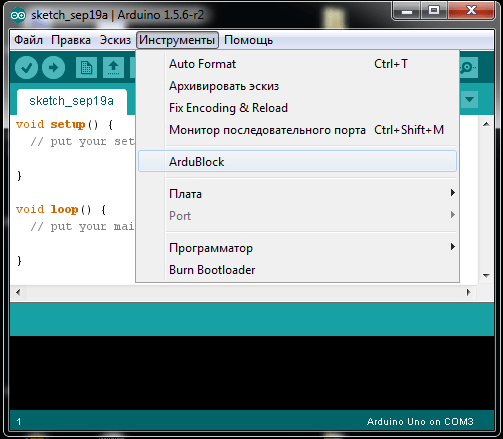 sketch_sep19a | Arduino 1.5.6-r2
Файл Правка Эскиз Инструменты Помощь
sketch_sep19a
Auto Format Ctrl+T
Архивировать эскиз
Fix Encoding & Reload
Монитор последовательного порта Ctrl+Shift+M
ArduBlock
Плата
Port
Программатор
Burn Bootloader
void setup() {
// put your set
}
void loop() {
// put your mai
}
1 Arduino Uno on COM3